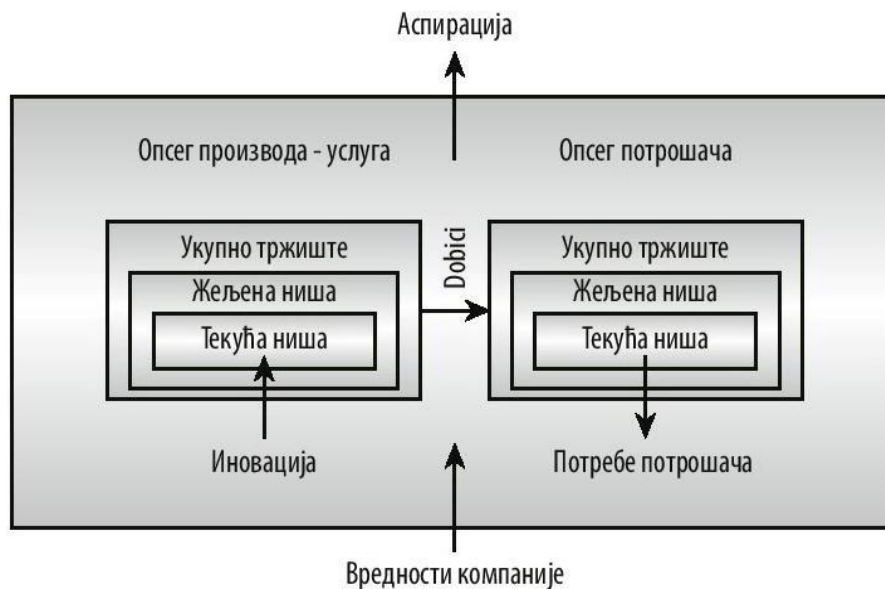 Аспирација
Опсег производа - услуга
Опсег потрошача
Укупно тржиште
Жељена ниша
Текућа ниша
Dobici
Укупно тржиште
Жељена ниша
Текућа ниша
Иновација
Потребе потрошача
Вредности компаније